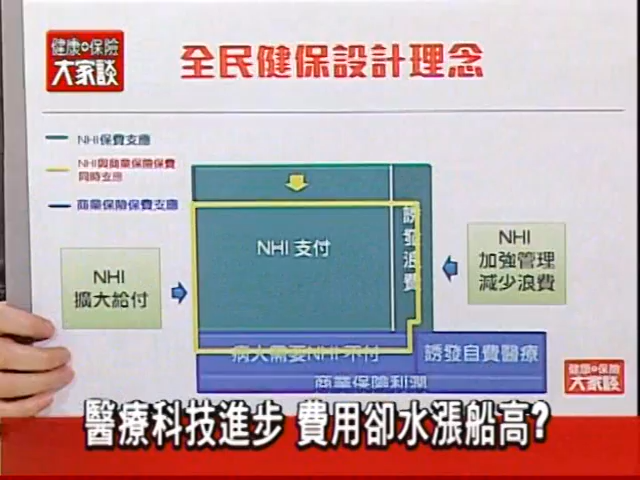 健康保險
大家談
全民健保設計理念
NHI保費支應
NHI與商業保險保費
同時支應
商業保險保費支應
NHI
擴大給付
NHI 支付
誘發浪費
NHI
加強管理
減少浪費
病人需要NHI不付
誘發自費醫療
商業保險利潤
健康保險
大家談
醫療科技進步 費用卻水漲船高?